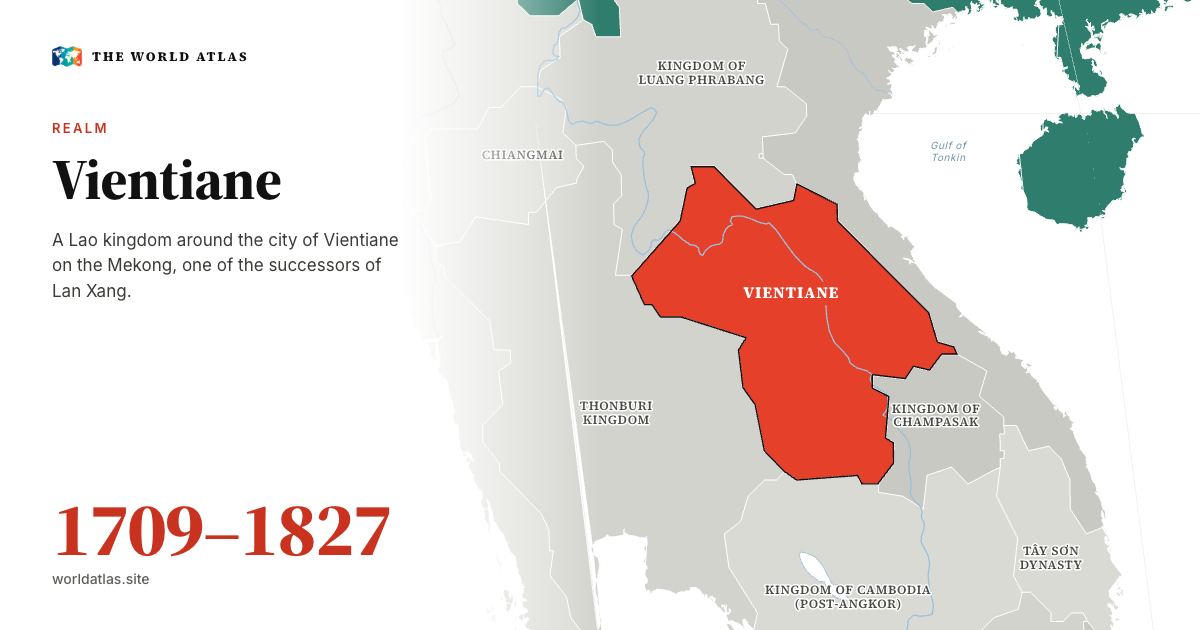 THE WORLD ATLAS
REALM
Vientiane
A Lao kingdom around the city of Vientiane
on the Mekong, one of the successors of
Lan Xang.
1709–1827
worldatlas.site
KINGDOM OF
LUANG PHRABANG
CHIANGMAI
Gulf of
Tonkin
VIENTIANE
THONBURI
KINGDOM
KINGDOM OF
CHAMPASAK
TÂY SƠN
DYNASTY
KINGDOM OF CAMBODIA
(POST-ANGKOR)